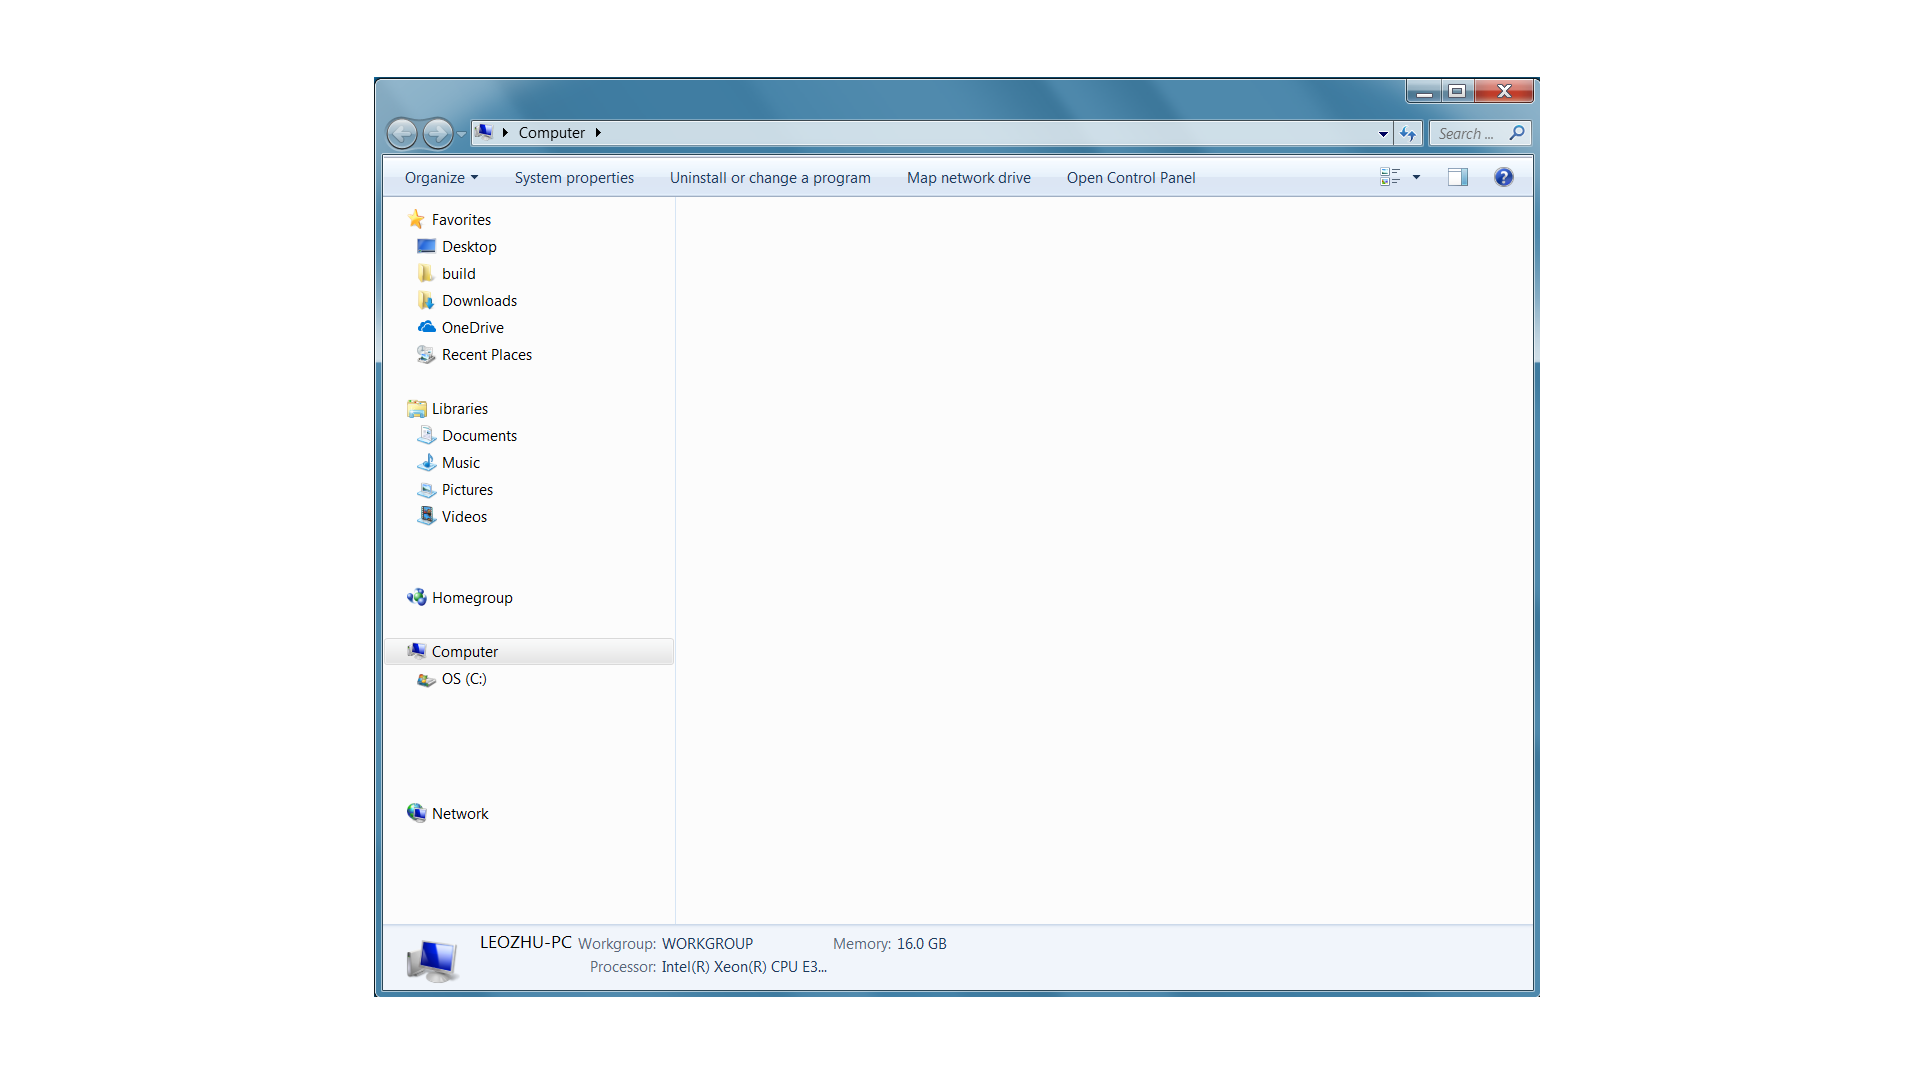 Computer
Search ...
Organize System properties Uninstall or change a program Map network drive Open Control Panel
Favorites
Desktop
build
Downloads
OneDrive
Recent Places
Libraries
Documents
Music
Pictures
Videos
Homegroup
Computer
OS (C:)
Network
LEOZHU-PC Workgroup: WORKGROUP Memory: 16.0 GB
Processor: Intel(R) Xeon(R) CPU E3...